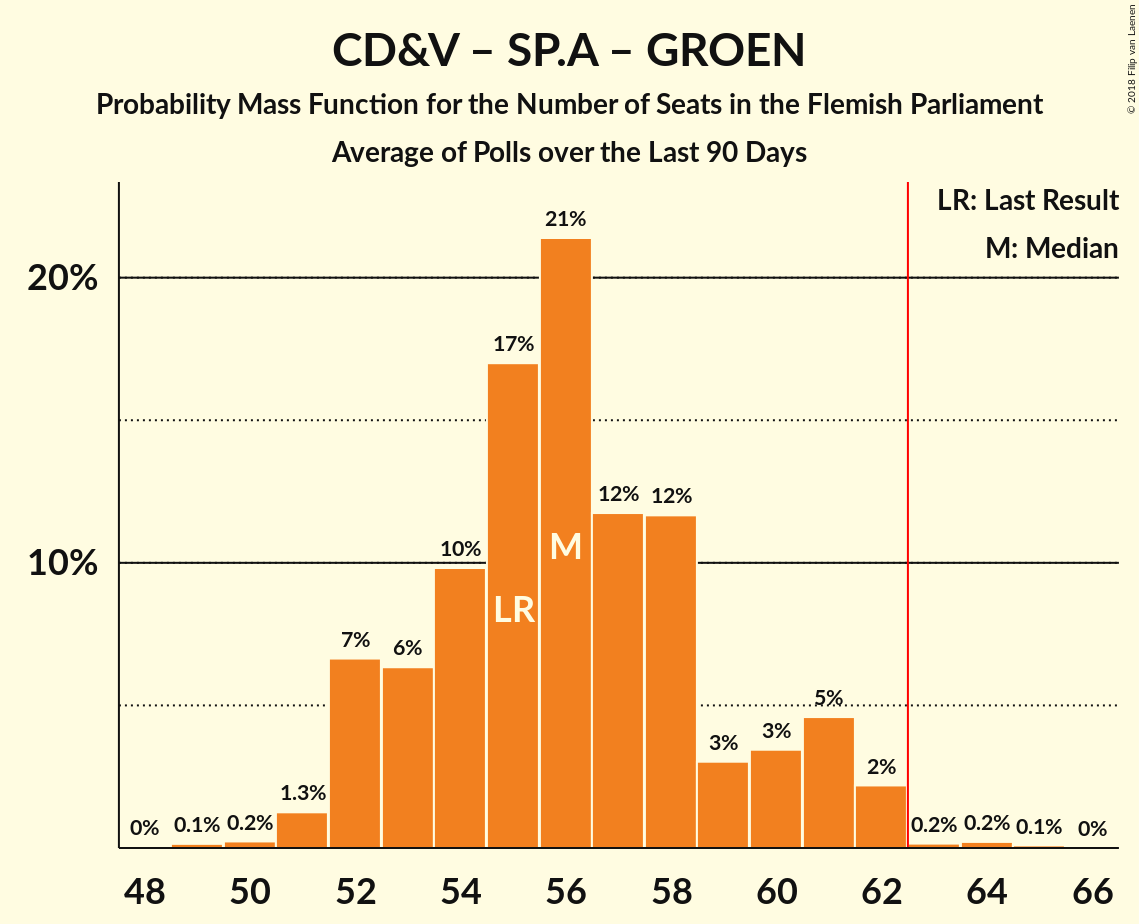 CD&V – SP.A – GROEN
Probability Mass Function for the Number of Seats in the Flemish Parliament
Average of Polls over the Last 90 Days
© 2018 Filip van Laenen
LR: Last Result
M: Median
20%
10%
0%
0.1%
0.2%
1.3%
7%
6%
10%
17%
21%
12%
12%
3%
3%
5%
2%
0.2%
0.2%
0.1%
0%
LR
M
48 50 52 54 56 58 60 62 64 66